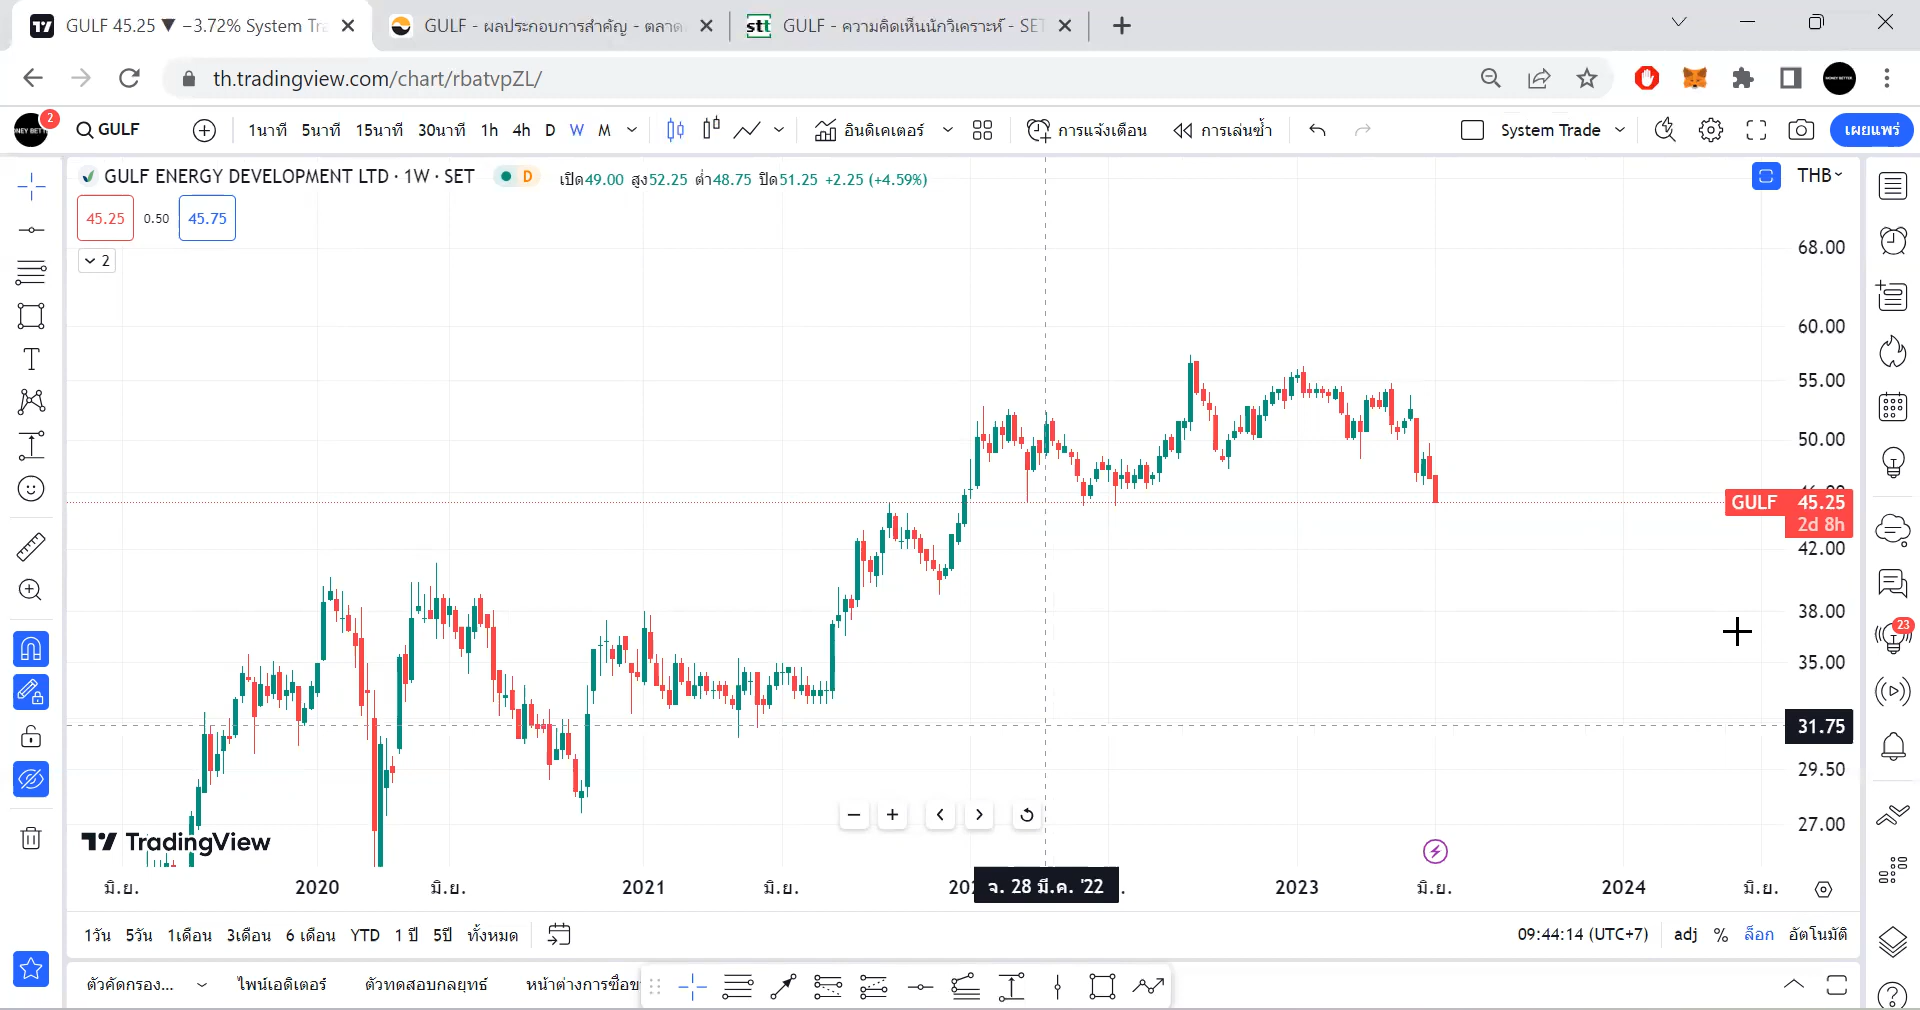 GULF 45.25 ▼ −3.72% System Tra
GULF - ผลประกอบการสำคัญ - ตลาด
stt GULF - ความคิดเห็นนักวิเคราะห์ - SET
th.tradingview.com/chart/rbatvpZL/
2
GULF
1นาที 5นาที 15นาที 30นาที 1h 4h D W M
อินดิเคเตอร์
การแจ้งเตือน
การเล่นซ้ำ
System Trade
เผยแพร่
GULF ENERGY DEVELOPMENT LTD · 1W · SET
D
เปิด49.00 สูง52.25 ต่ำ48.75 ปิด51.25 +2.25 (+4.59%)
THB
45.25 0.50 45.75
2
68.00
60.00
55.00
50.00
GULF 45.25
2d 8h
42.00
38.00
35.00
31.75
29.50
27.00
23
TradingView
มิ.ย. 2020 มิ.ย. 2021 มิ.ย. จ. 28 มี.ค. '22 2023 มิ.ย. 2024 มิ.ย.
1วัน 5วัน 1เดือน 3เดือน 6 เดือน YTD 1 ปี 5ปี ทั้งหมด
09:44:14 (UTC+7) adj % ล็อก อัตโนมัติ
ตัวคัดกรอง... ไพน์เอดิเตอร์ ตัวทดสอบกลยุทธ์ หน้าต่างการซื้อข